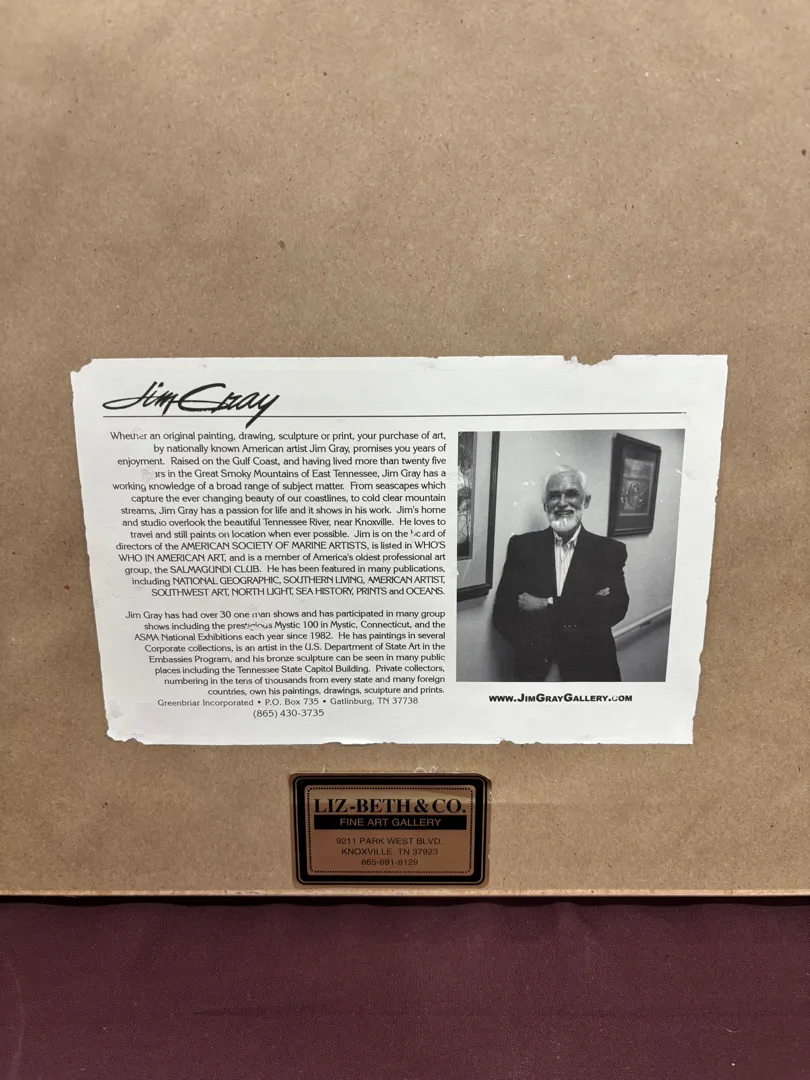 Jim Gray
Whether an original painting, drawing, sculpture or print, your purchase of art,
by nationally known American artist Jim Gray, promises you years of
enjoyment. Raised on the Gulf Coast, and having lived more than twenty five
ars in the Great Smoky Mountains of East Tennessee, Jim Gray has a
working knowledge of a broad range of subject matter. From seascapes which
capture the ever changing beauty of our coastlines, to cold clear mountain
streams, Jim Gray has a passion for life and it shows in his work. Jim's home
and studio overlook the beautiful Tennessee River, near Knoxville. He loves to
travel and still paints on location when ever possible. Jim is on the board of
directors of the AMERICAN SOCIETY OF MARINE ARTISTS, is listed in WHO'S
WHO IN AMERICAN ART, and is a member of America's oldest professional art
group, the SALMAGUNDI CLUB. He has been featured in many publications,
including NATIONAL GEOGRAPHIC, SOUTHERN LIVING, AMERICAN ARTIST,
SOUTHWEST ART, NORTH LIGHT, SEA HISTORY, PRINTS and OCEANS.
Jim Gray has had over 30 one man shows and has participated in many group
shows including the prestigious Mystic 100 in Mystic, Connecticut, and the
ASMA National Exhibitions each year since 1982. He has paintings in several
Corporate collections, is an artist in the U.S. Department of State Art in the
Embassies Program, and his bronze sculpture can be seen in many public
places including the Tennessee State Capitol Building. Private collectors,
numbering in the tens of thousands from every state and many foreign
countries, own his paintings, drawings, sculpture and prints.
Greenbriar Incorporated • P.O. Box 735 • Gatlinburg, TN 37738
(865) 430-3735
WWW.JIMGRAYGALLERY.COM
LIZ-BETH & CO.
FINE ART GALLERY
9211 PARK WEST BLVD.
KNOXVILLE, TN 37923
865-691-8129